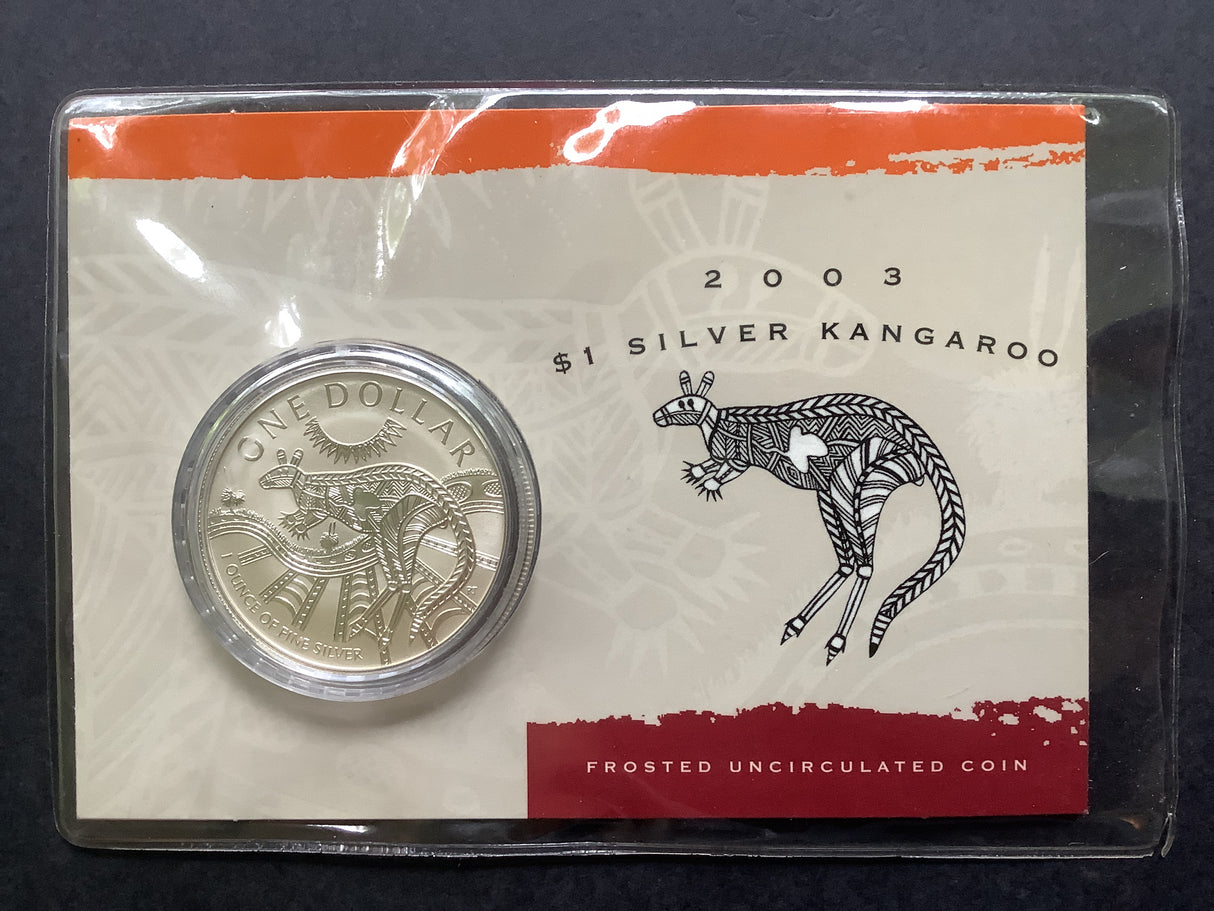 2003
$1 SILVER KANGAROO
ONE DOLLAR
1 OUNCE OF FINE SILVER
FROSTED UNCIRCULATED COIN